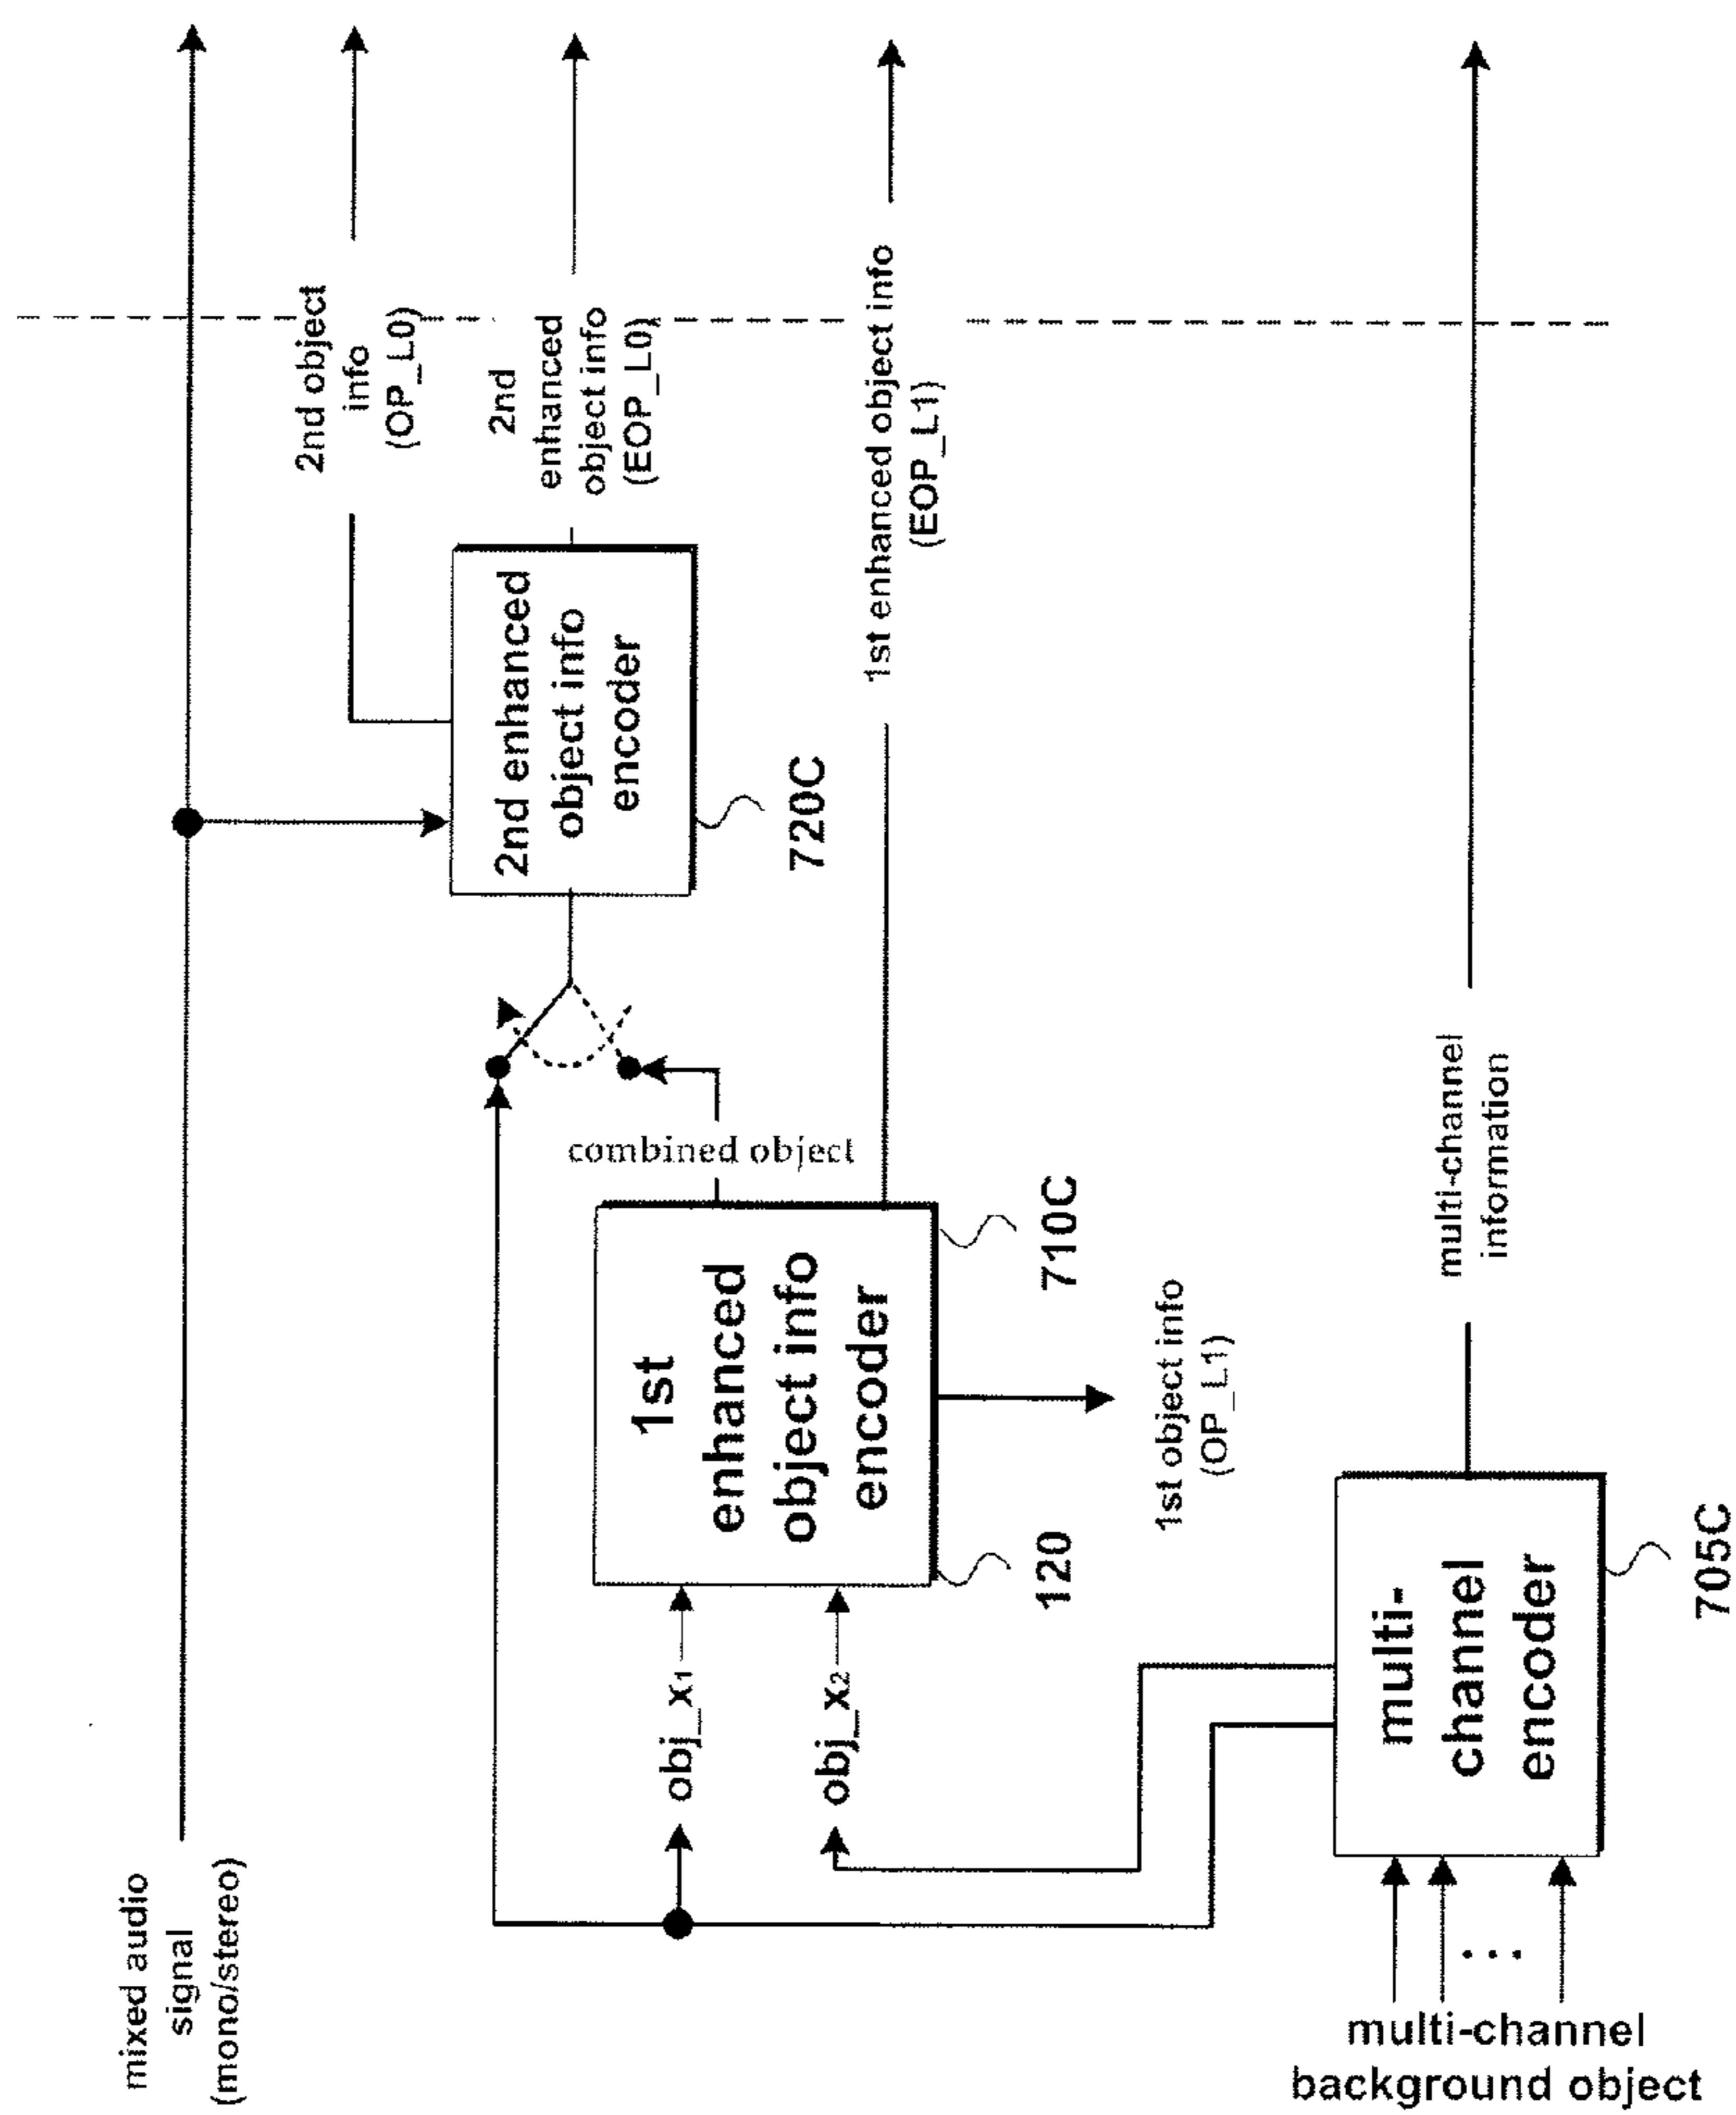 mixed audio
signal
(mono/stereo)
2nd object
info
(OP_L0)
2nd
enhanced
object info
(EOP_L0)
2nd enhanced
object info
encoder
720C
combined object
1st enhanced object info
(EOP_L1)
obj_x1
obj_x2
1st
enhanced
object info
encoder
120
710C
1st object info
(OP_L1)
multi-channel
background object
...
multi-
channel
encoder
705C
multi-channel
information